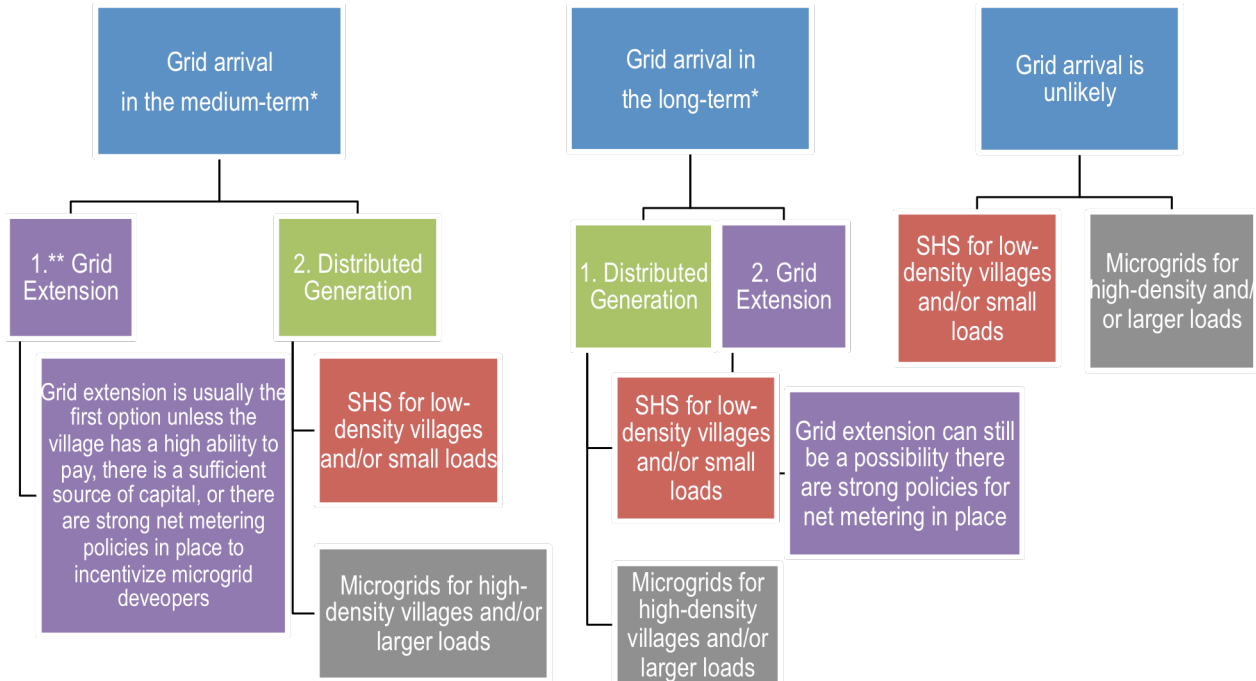 Grid arrival
in the medium-term*
Grid arrival in
the long-term*
Grid arrival is
unlikely
1.** Grid
Extension
2. Distributed
Generation
1. Distributed
Generation
2. Grid
Extension
SHS for low-
density villages
and/or small
loads
Microgrids for
high-density and/
or larger loads
Grid extension is usually the
first option unless the
village has a high ability to
pay, there is a sufficient
source of capital, or there
are strong net metering
policies in place to
incentivize microgrid
deveopers
SHS for low-
density villages
and/or small loads
Microgrids for high-
density villages and/or
larger loads
SHS for low-
density villages
and/or small
loads
Grid extension can still
be a possibility there
are strong policies for
net metering in place
Microgrids for
high-density
villages and/or
larger loads